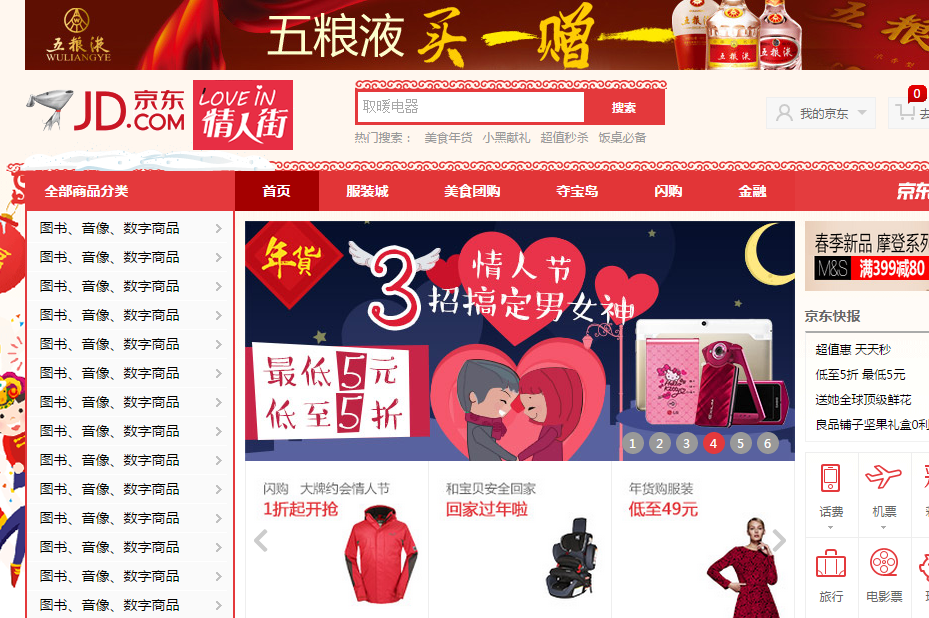 五粮液
WULIANGYE
五粮液 买一赠一
五粮液
五粮液
JD.COM 京东
LOVE IN
情人街
取暖电器
搜索
热门搜索： 美食年货 小黑献礼 超值秒杀 饭桌必备
我的京东
0
去
全部商品分类 首页 服装城 美食团购 夺宝岛 闪购 金融
京东
图书、音像、数字商品
图书、音像、数字商品
图书、音像、数字商品
图书、音像、数字商品
图书、音像、数字商品
图书、音像、数字商品
图书、音像、数字商品
图书、音像、数字商品
图书、音像、数字商品
图书、音像、数字商品
图书、音像、数字商品
图书、音像、数字商品
图书、音像、数字商品
图书、音像、数字商品
年货
3
情人节
招搞定男女神
最低5元
低至5折
Hello Kitty
LG
1 2 3 4 5 6
闪购 大牌约会情人节
1折起开抢
和宝贝安全回家
回家过年啦
年货购服装
低至49元
春季新品 摩登系列
M&S 满399减80
京东快报
超值惠 天天秒
低至5折 最低5元
送她全球顶级鲜花
良品铺子坚果礼盒0利
话费
机票
旅行
电影票